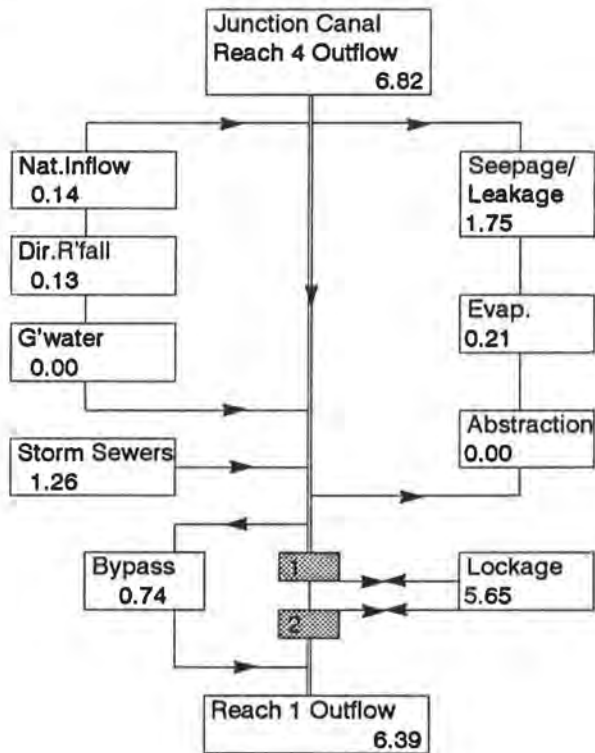 Junction Canal
Reach 4 Outflow
6.82
Nat.Inflow
0.14
Dir.R'fall
0.13
G'water
0.00
Seepage/
Leakage
1.75
Evap.
0.21
Abstraction
0.00
Storm Sewers
1.26
Bypass
0.74
1
2
Lockage
5.65
Reach 1 Outflow
6.39